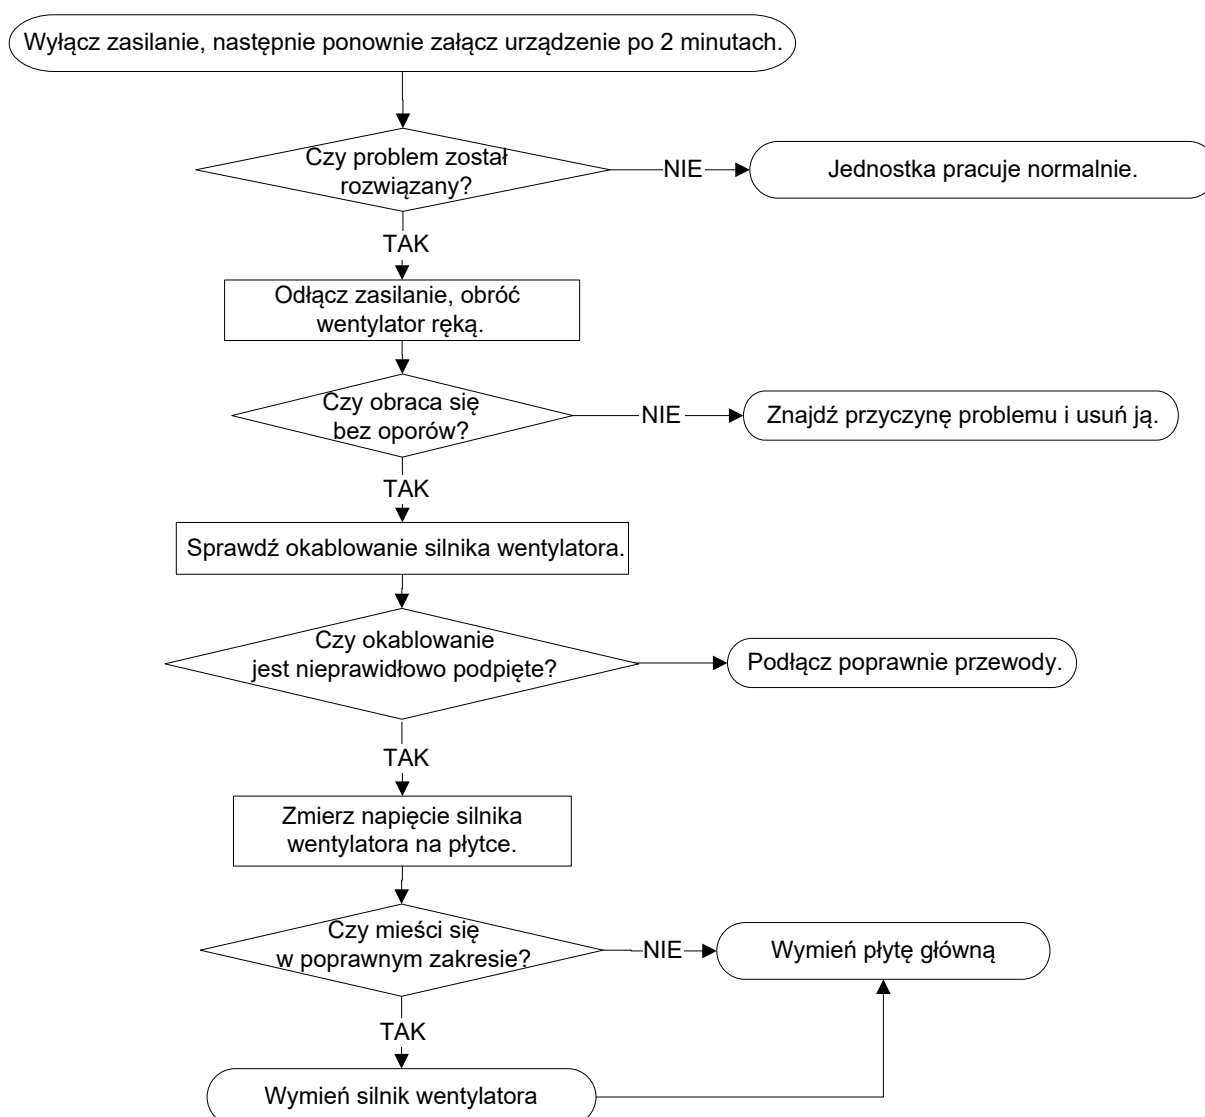 Wyłącz zasilanie, następnie ponownie załącz urządzenie po 2 minutach.
Czy problem został
rozwiązany?
NIE
Jednostka pracuje normalnie.
TAK
Odłącz zasilanie, obróć
wentylator ręką.
Czy obraca się
bez oporów?
NIE
Znajdź przyczynę problemu i usuń ją.
TAK
Sprawdź okablowanie silnika wentylatora.
Czy okablowanie
jest nieprawidłowo podpięte?
Podłącz poprawnie przewody.
TAK
Zmierz napięcie silnika
wentylatora na płytce.
Czy mieści się
w poprawnym zakresie?
NIE
Wymień płytę główną
TAK
Wymień silnik wentylatora